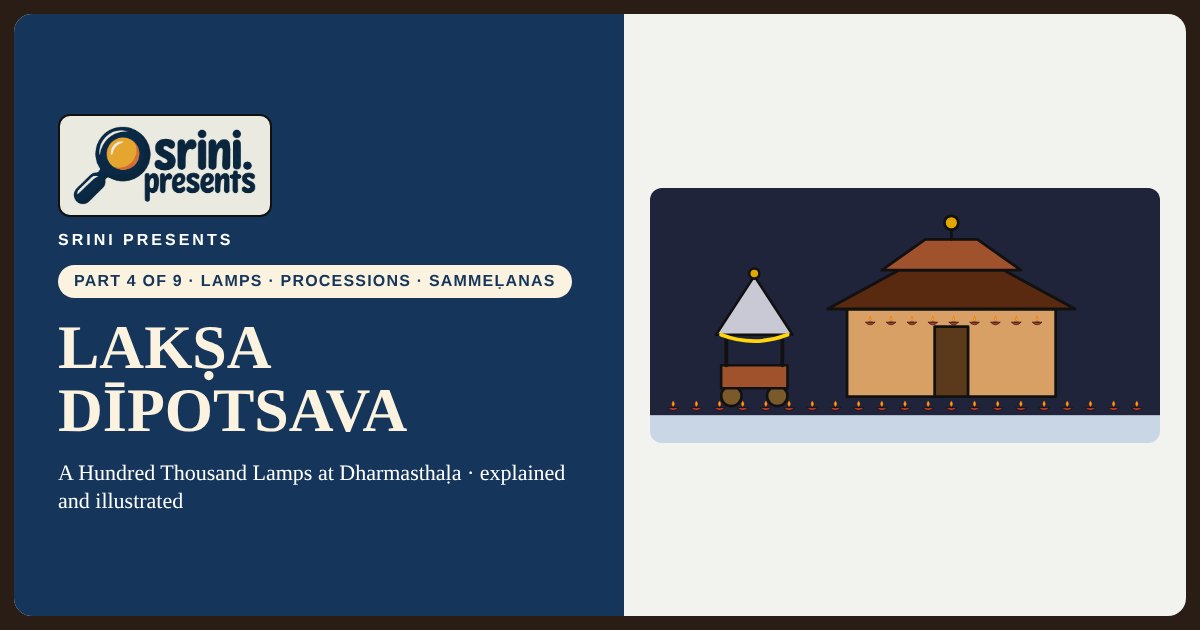 srini.
presents
SRINI PRESENTS
PART 4 OF 9 · LAMPS · PROCESSIONS · SAMMEḶANAS
LAKṢA
DĪPOTSAVA
A Hundred Thousand Lamps at Dharmasthaḷa · explained
and illustrated